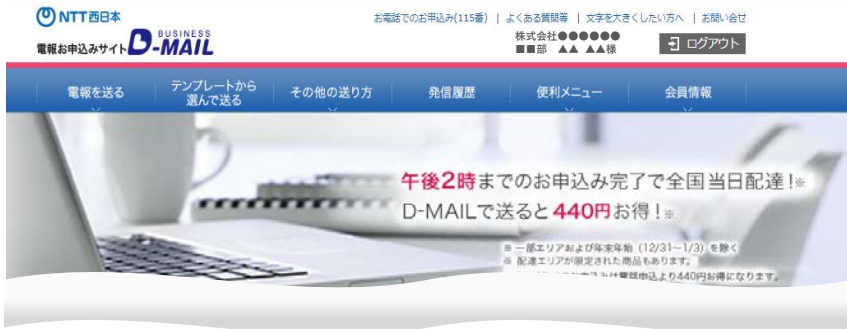 NTT西日本
お電話でのお申込み(115番) | よくある質問等 | 文字を大きくしたい方へ | お問い合せ
電報お申込みサイト BUSINESS D-MAIL
株式会社●●●●●●
■■部 ▲▲ ▲▲様
ログアウト
電報を送る
テンプレートから
選んで送る
その他の送り方
発信履歴
便利メニュー
会員情報
午後2時までのお申込み完了で全国当日配達!※
D-MAILで送ると440円お得!※
※ 一部エリアおよび年末年始（12/31~1/3）を除く
※ 配達エリアが限定された商品もあります。
お申込みは電話申込より440円お得になります。